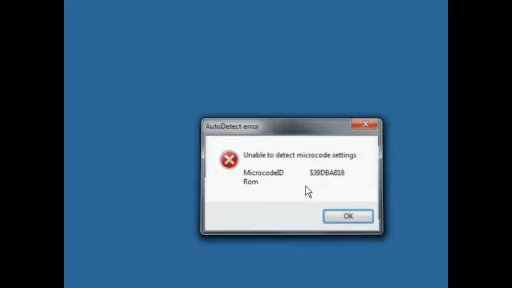 AutoDetect error
Unable to detect microcode settings
MicrocodeID $39DBA818
Rom
OK